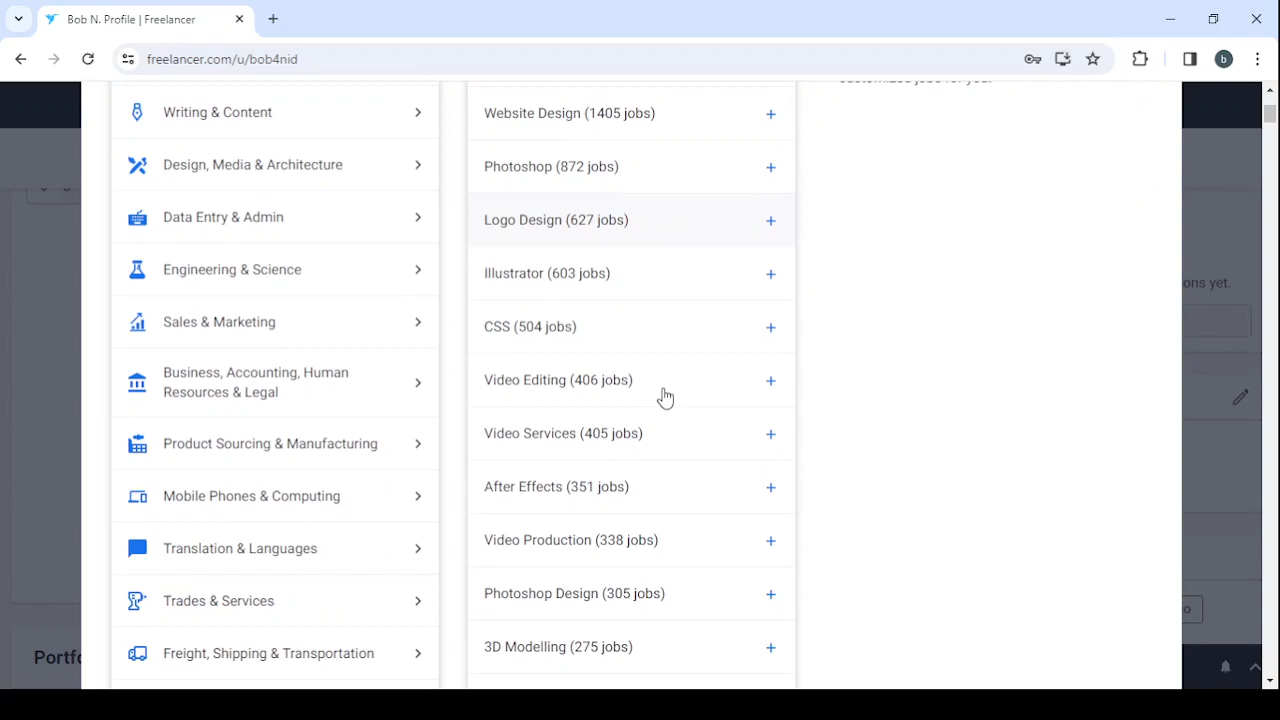 Bob N. Profile | Freelancer
freelancer.com/u/bob4nid
b
Writing & Content
Design, Media & Architecture
Data Entry & Admin
Engineering & Science
Sales & Marketing
Business, Accounting, Human
Resources & Legal
Product Sourcing & Manufacturing
Mobile Phones & Computing
Translation & Languages
Trades & Services
Freight, Shipping & Transportation
Website Design (1405 jobs)
Photoshop (872 jobs)
Logo Design (627 jobs)
Illustrator (603 jobs)
CSS (504 jobs)
Video Editing (406 jobs)
Video Services (405 jobs)
After Effects (351 jobs)
Video Production (338 jobs)
Photoshop Design (305 jobs)
3D Modelling (275 jobs)
ons yet.
Portfo